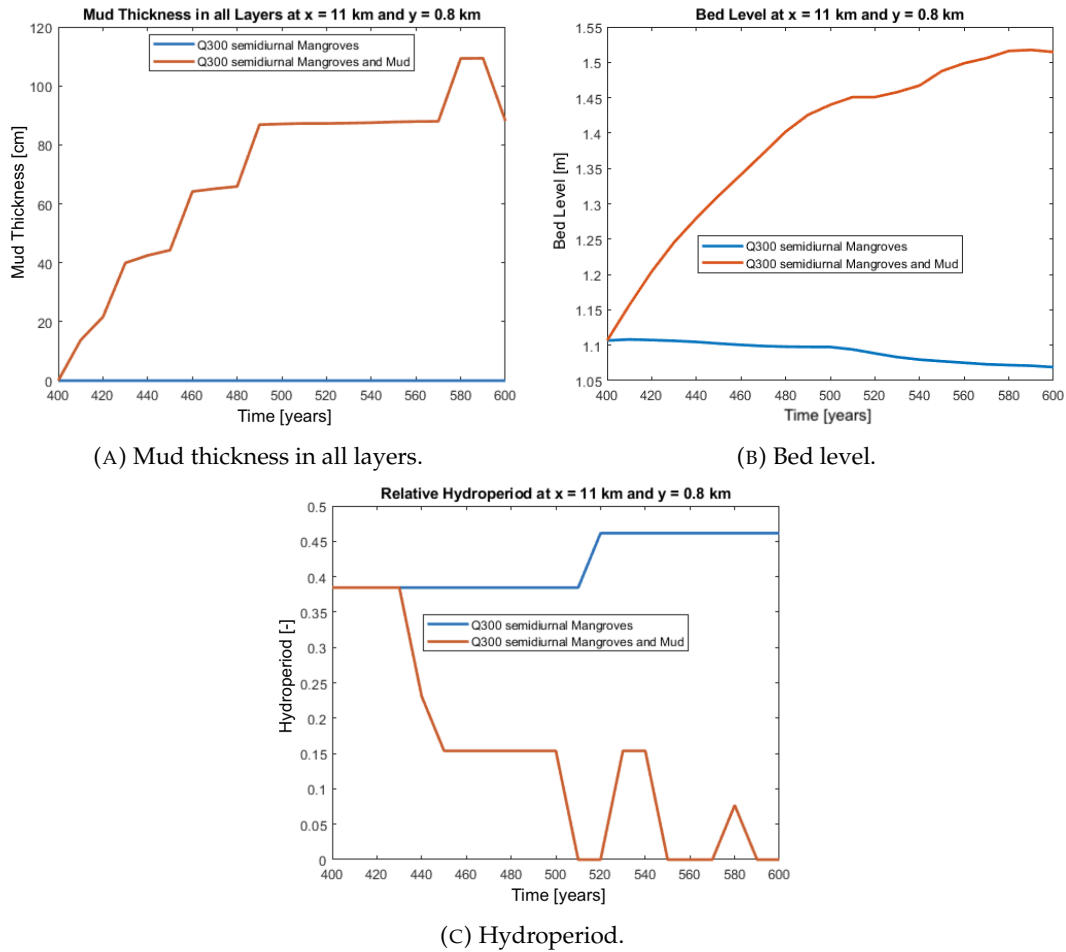 Mud Thickness in all Layers at x = 11 km and y = 0.8 km
120
100
80
60
40
20
0
Mud Thickness [cm]
Q300 semidiurnal Mangroves
Q300 semidiurnal Mangroves and Mud
400 420 440 460 480 500 520 540 560 580 600
Time [years]
(A) Mud thickness in all layers.
Bed Level at x = 11 km and y = 0.8 km
1.55
1.5
1.45
1.4
1.35
1.3
1.25
1.2
1.15
1.1
1.05
Bed Level [m]
Q300 semidiurnal Mangroves
Q300 semidiurnal Mangroves and Mud
400 420 440 460 480 500 520 540 560 580 600
Time [years]
(B) Bed level.
Relative Hydroperiod at x = 11 km and y = 0.8 km
0.5
0.45
0.4
0.35
0.3
0.25
0.2
0.15
0.1
0.05
0
Hydroperiod [-]
Q300 semidiurnal Mangroves
Q300 semidiurnal Mangroves and Mud
400 420 440 460 480 500 520 540 560 580 600
Time [years]
(C) Hydroperiod.